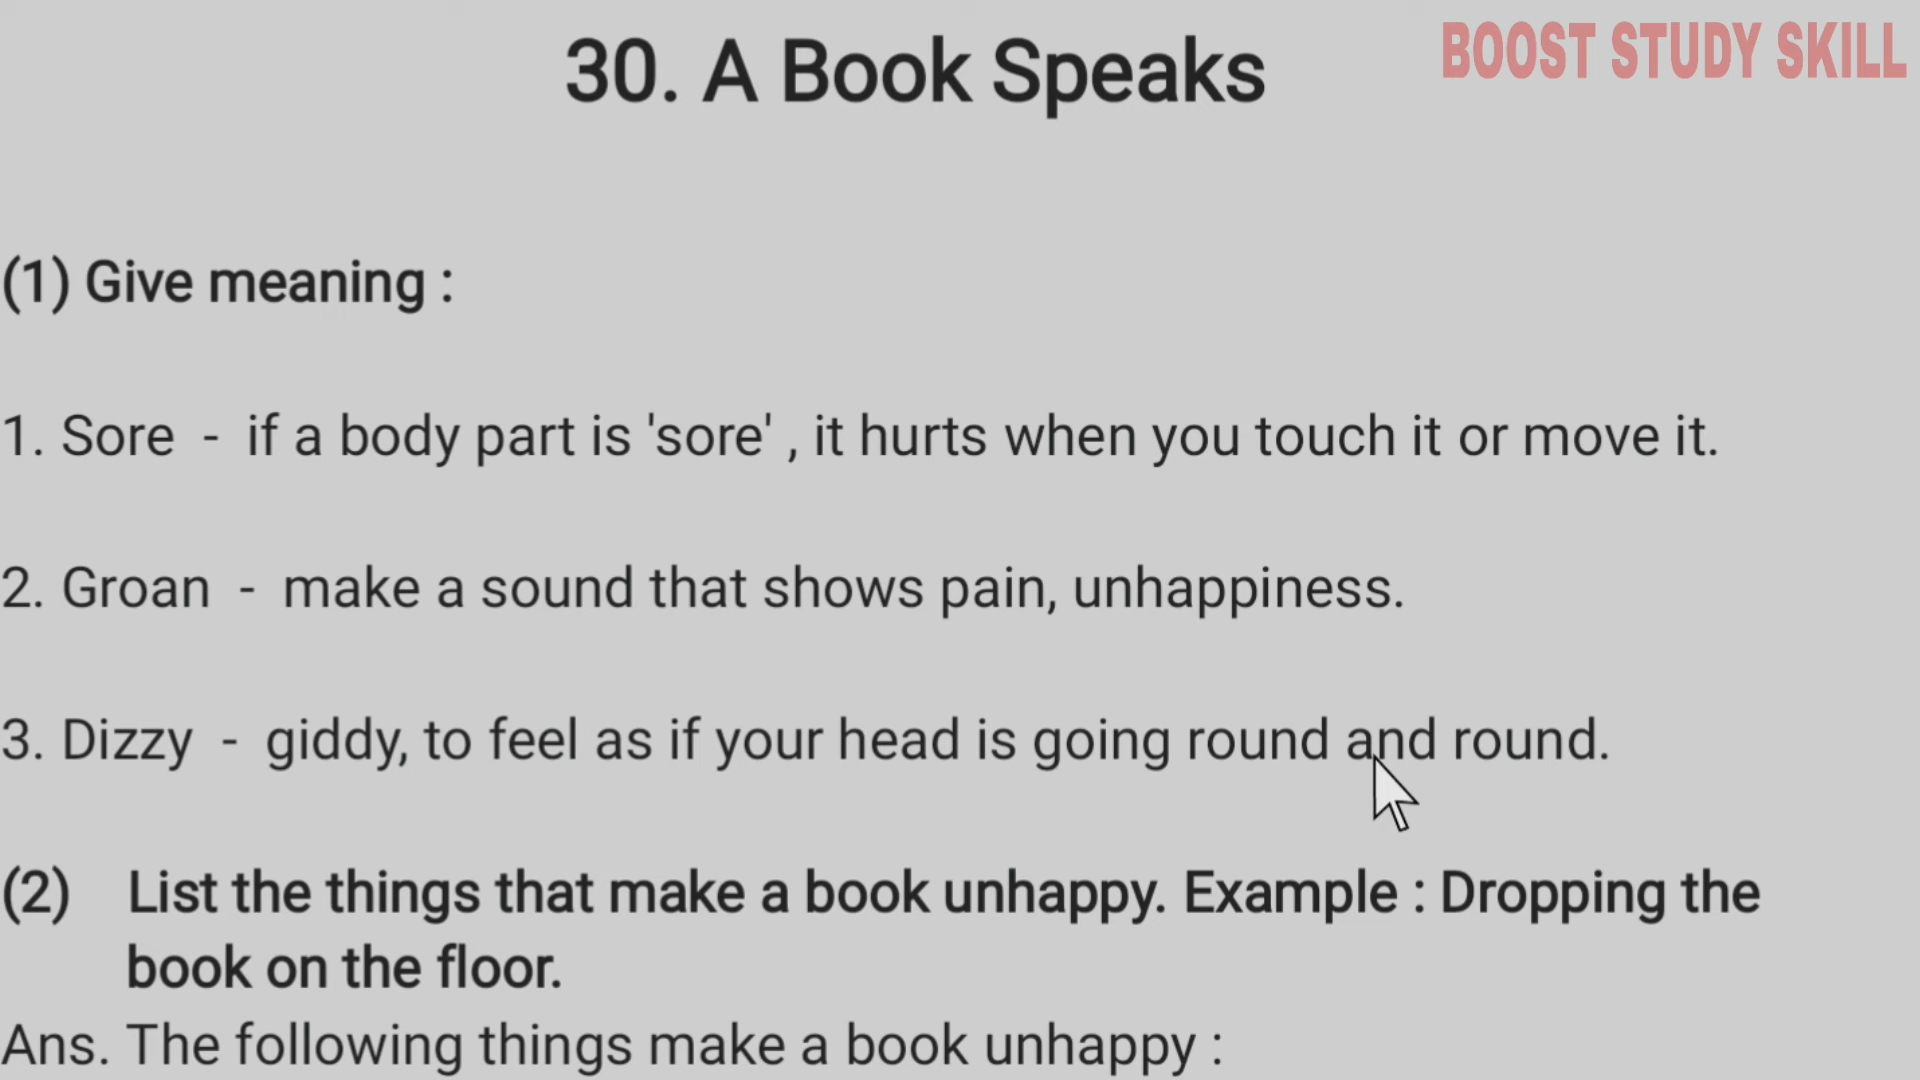 BOOST STUDY SKILL
30. A Book Speaks
(1) Give meaning :
1. Sore - if a body part is 'sore' , it hurts when you touch it or move it.
2. Groan - make a sound that shows pain, unhappiness.
3. Dizzy - giddy, to feel as if your head is going round and round.
(2) List the things that make a book unhappy. Example : Dropping the
book on the floor.
Ans. The following things make a book unhappy :